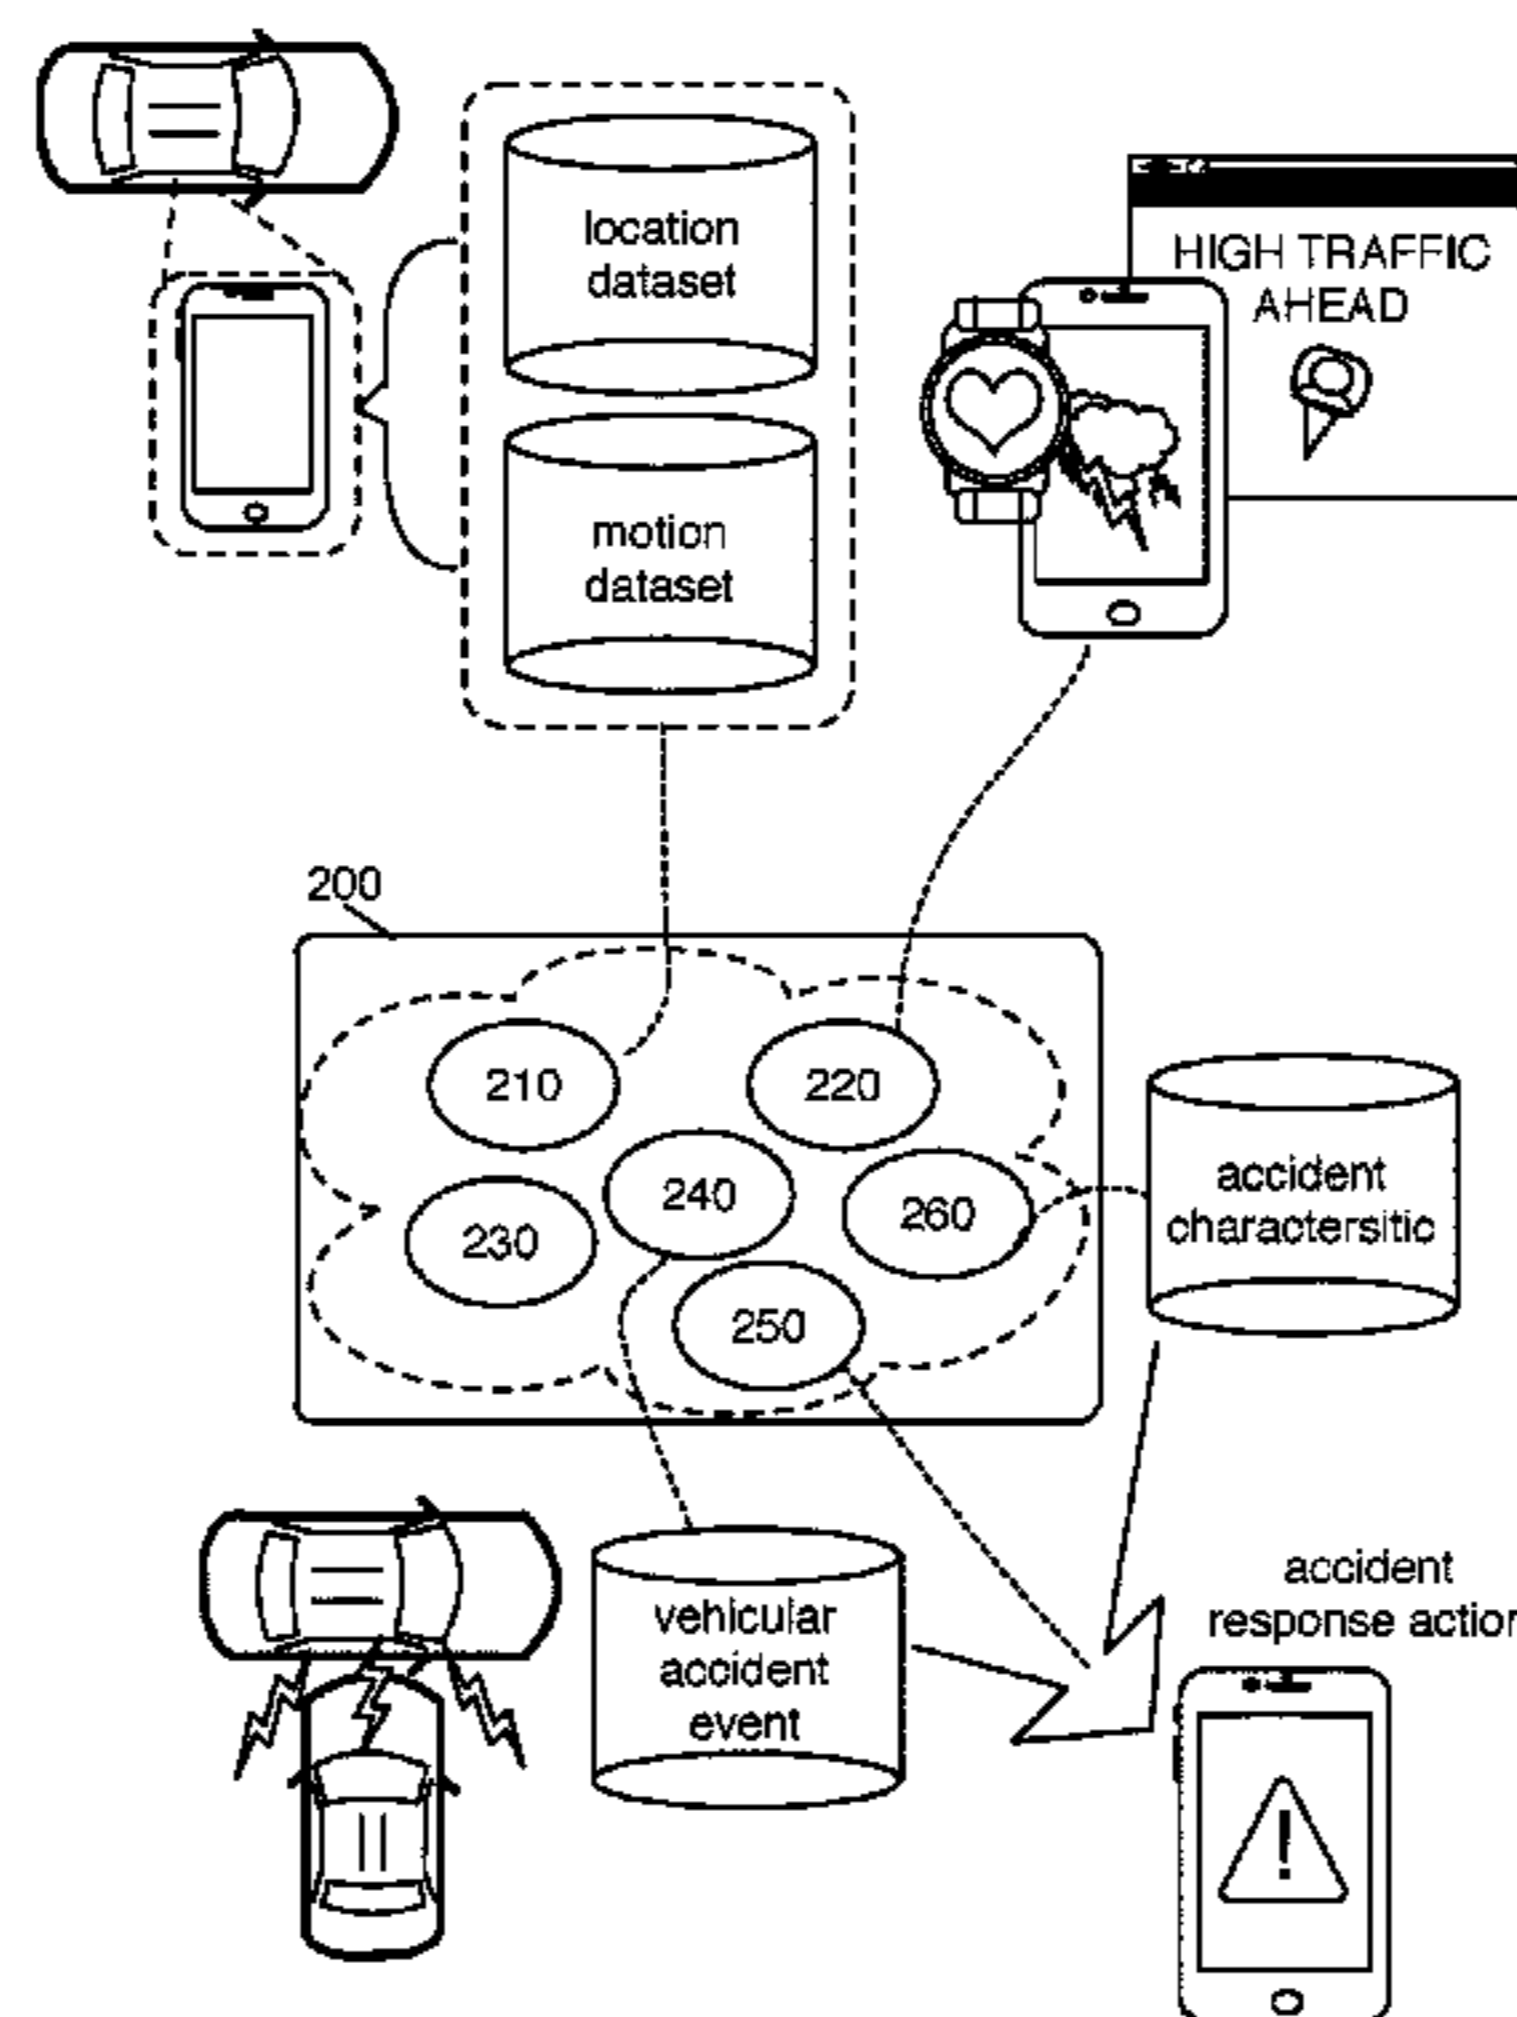 location
dataset
motion
dataset
HIGH TRAFFIC
AHEAD
200
210
220
240
230
260
250
accident
charactersitic
vehicular
accident
event
accident
response action
!